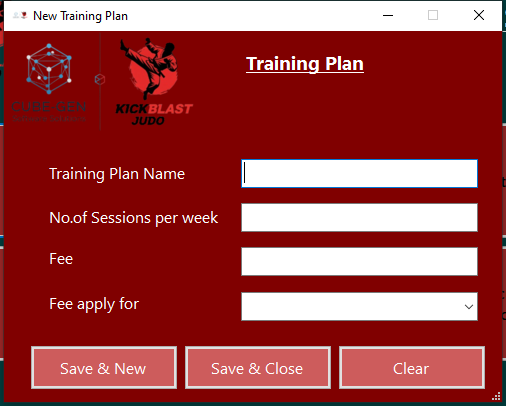 New Training Plan
CUBE GEN
KICKBLAST
JUDO
Training Plan
Training Plan Name
No.of Sessions per week
Fee
Fee apply for
Save & New
Save & Close
Clear